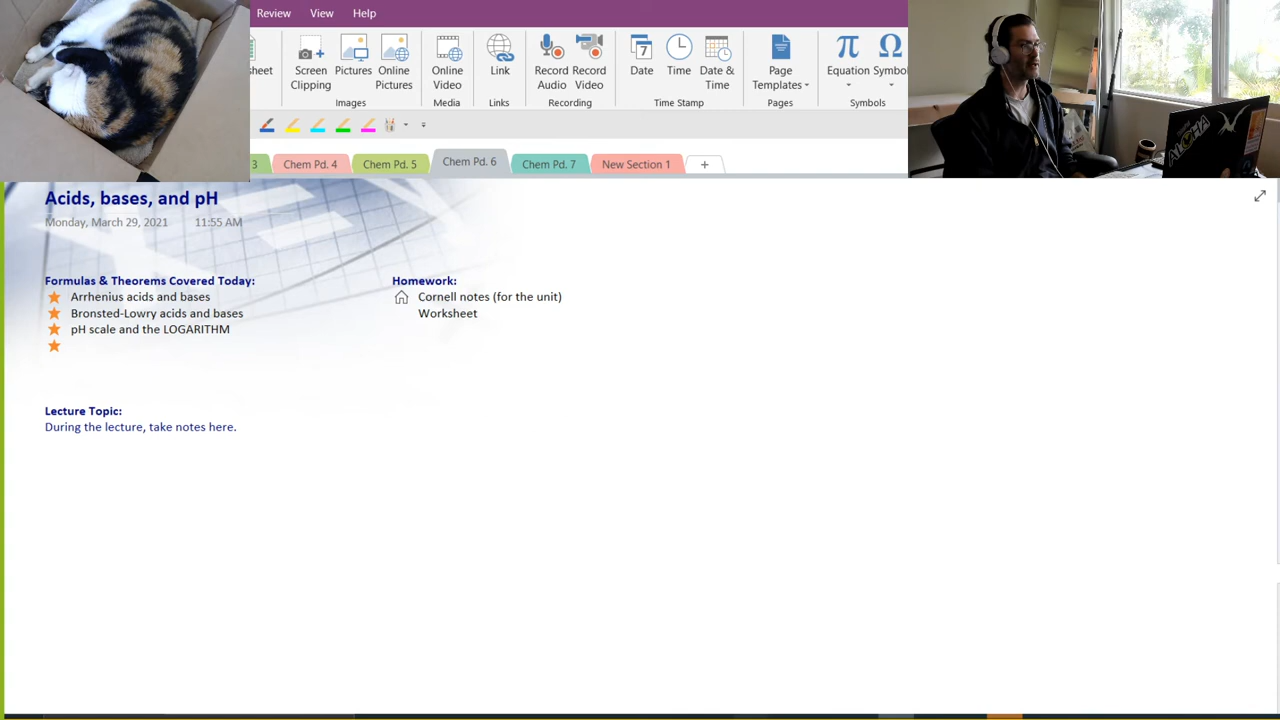 Review View Help
sheet
Screen Clipping
Pictures
Online Pictures
Images
Online Video
Media
Link
Links
Record Audio
Record Video
Recording
Date
Time
Date & Time
Time Stamp
Page Templates
Pages
Equation
Symbo
Symbols
3 Chem Pd. 4 Chem Pd. 5 Chem Pd. 6 Chem Pd. 7 New Section 1 +
ALOHA
Acids, bases, and pH
Monday, March 29, 2021 11:55 AM
Formulas & Theorems Covered Today:
Arrhenius acids and bases
Bronsted-Lowry acids and bases
pH scale and the LOGARITHM
Homework:
Cornell notes (for the unit)
Worksheet
Lecture Topic:
During the lecture, take notes here.